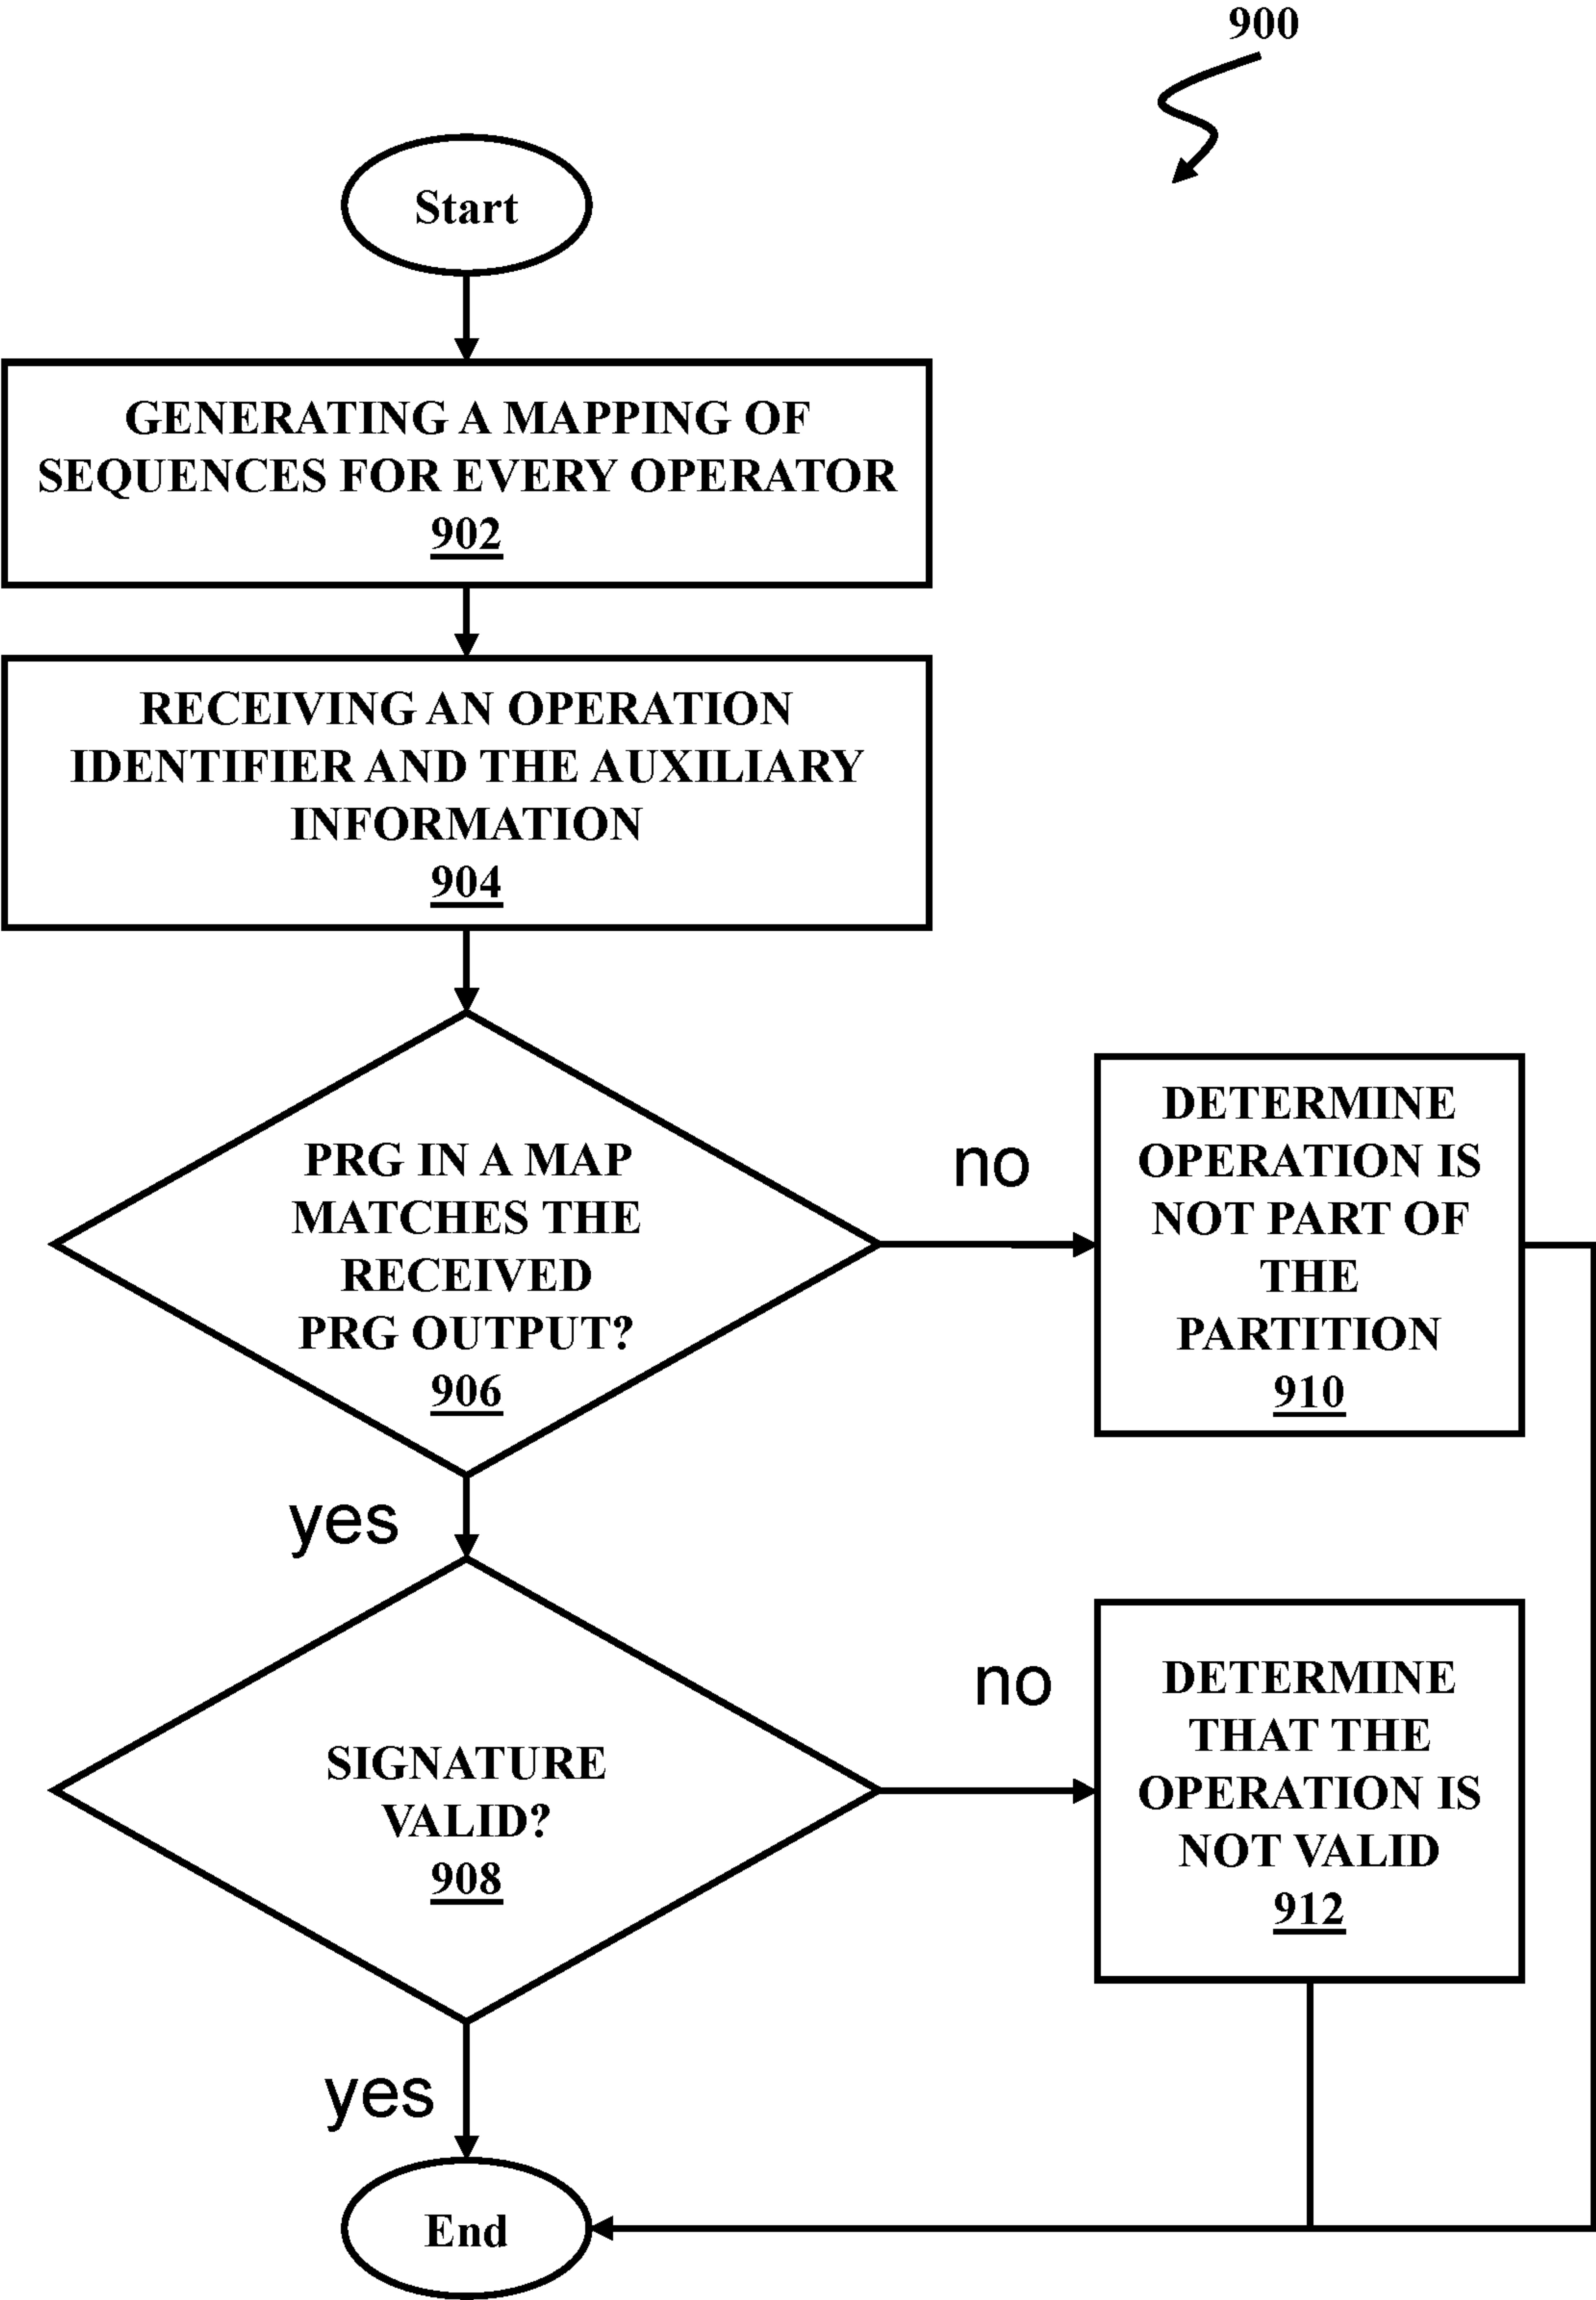 900
Start
GENERATING A MAPPING OF
SEQUENCES FOR EVERY OPERATOR
902
RECEIVING AN OPERATION
IDENTIFIER AND THE AUXILIARY
INFORMATION
904
PRG IN A MAP
MATCHES THE
RECEIVED
PRG OUTPUT?
906
no
DETERMINE
OPERATION IS
NOT PART OF
THE
PARTITION
910
yes
SIGNATURE
VALID?
908
no
DETERMINE
THAT THE
OPERATION IS
NOT VALID
912
yes
End